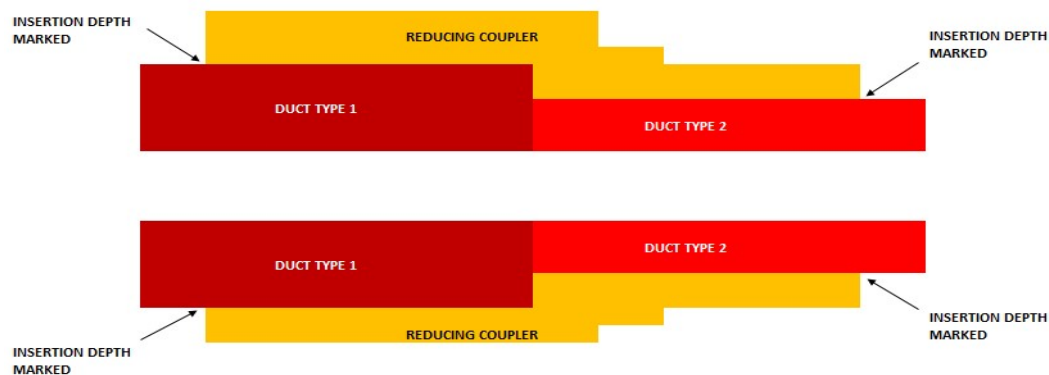 INSERTION DEPTH
MARKED
REDUCING COUPLER
INSERTION DEPTH
MARKED
DUCT TYPE 1
DUCT TYPE 2
DUCT TYPE 2
DUCT TYPE 1
INSERTION DEPTH
MARKED
REDUCING COUPLER
INSERTION DEPTH
MARKED